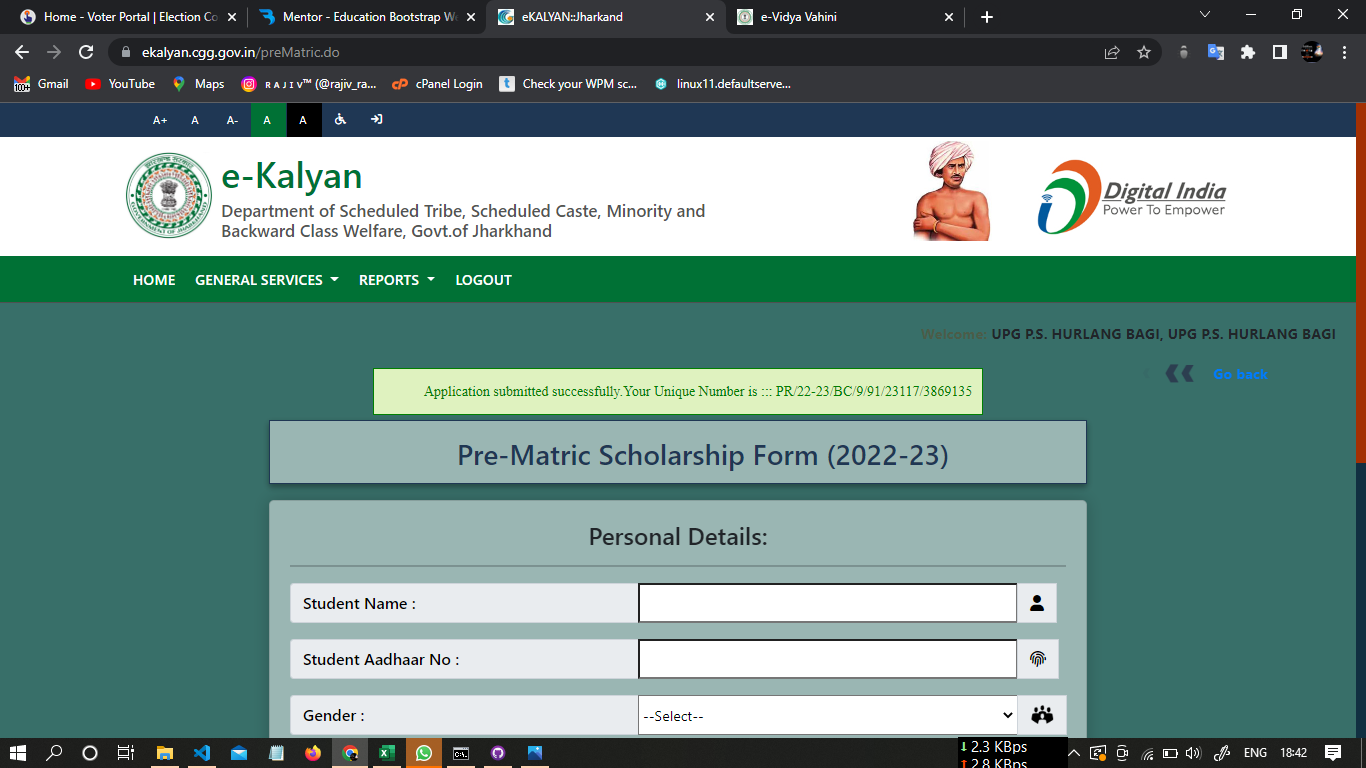 Home - Voter Portal | Election Co
Mentor - Education Bootstrap We
eKALYAN::Jharkand
e-Vidya Vahini
ekalyan.cgg.gov.in/preMatric.do
100+
Gmail
YouTube
Maps
ʀ ᴀ ᴊ ɪ ᴠ™ (@rajiv_ra...
cPanel Login
Check your WPM sc...
linux11.defaultserve...
A+ A A- A A
e-Kalyan
Department of Scheduled Tribe, Scheduled Caste, Minority and
Backward Class Welfare, Govt.of Jharkhand
Digital India
Power To Empower
HOME GENERAL SERVICES REPORTS LOGOUT
Welcome: UPG P.S. HURLANG BAGI, UPG P.S. HURLANG BAGI
Go back
Application submitted successfully.Your Unique Number is ::: PR/22-23/BC/9/91/23117/3869135
Pre-Matric Scholarship Form (2022-23)
Personal Details:
Student Name :
Student Aadhaar No :
Gender :
--Select--
2.3 KBps
2.8 KBps
ENG
18:42